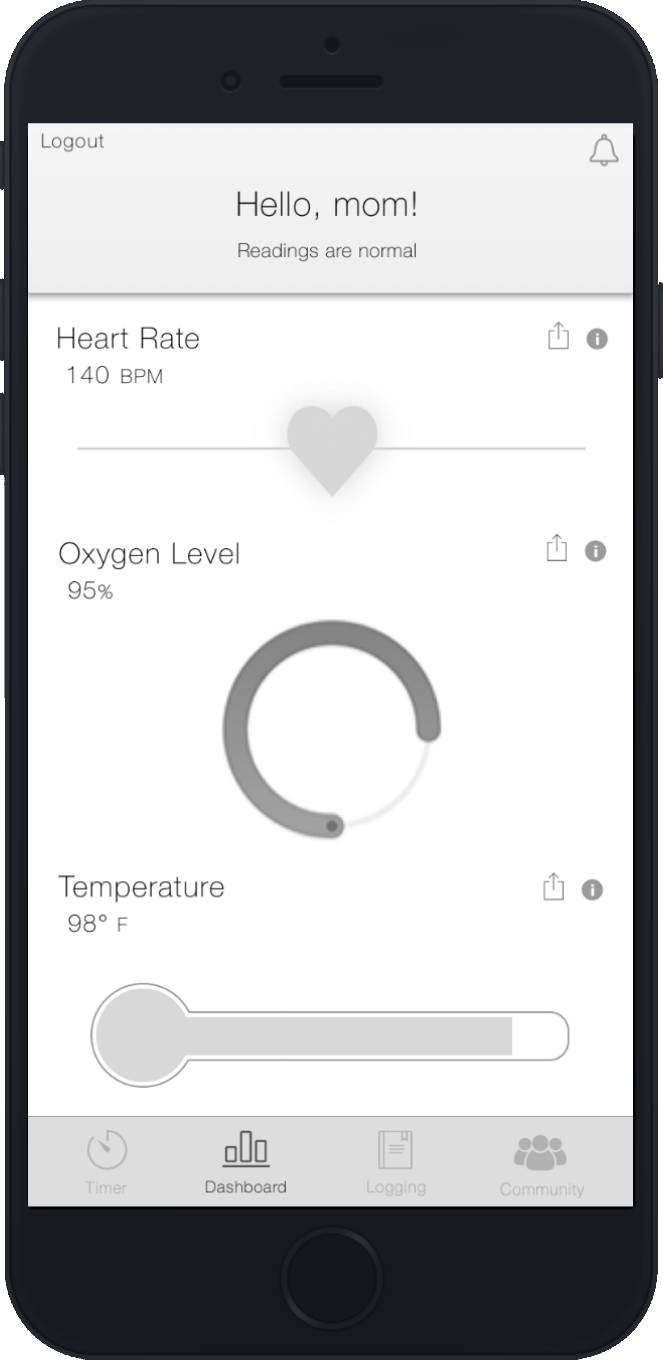 Logout
Hello, mom!
Readings are normal
Heart Rate
140 BPM
Oxygen Level
95%
Temperature
98° F
Timer
Dashboard
Logging
Community